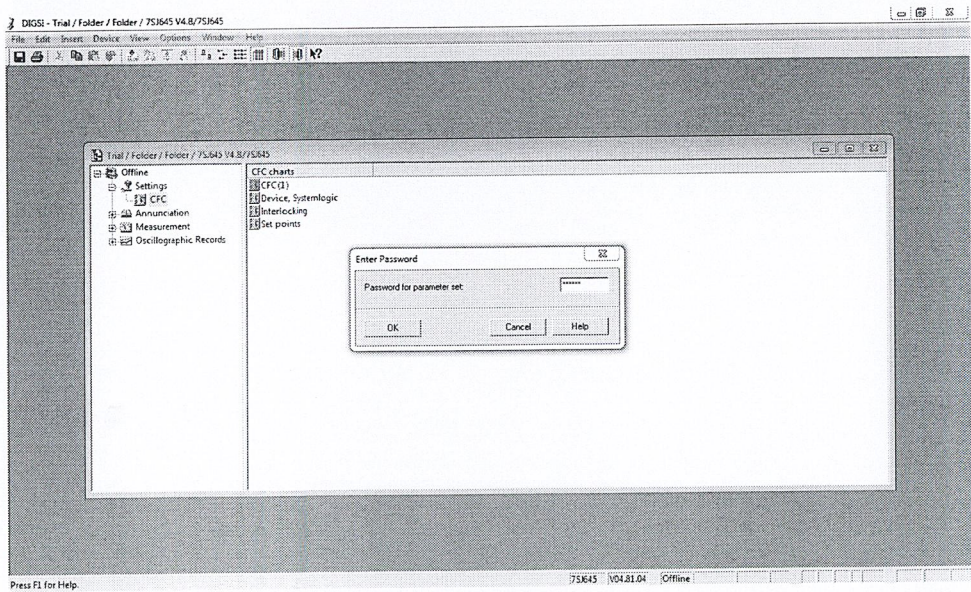 DIGSI - Trial / Folder / Folder / 7SJ645 V4.8/7SJ645
File Edit Insert Device View Options Window Help
Trial / Folder / Folder / 7SJ645 V4.8/7SJ645
Offline
Settings
CFC
Annunciation
Measurement
Oscillographic Records
CFC charts
CFC(1)
Device, Systemlogic
Interlocking
Set points
Enter Password
Password for parameter set:
******
OK Cancel Help
Press F1 for Help.
7SJ645 V04.81.04 Offline